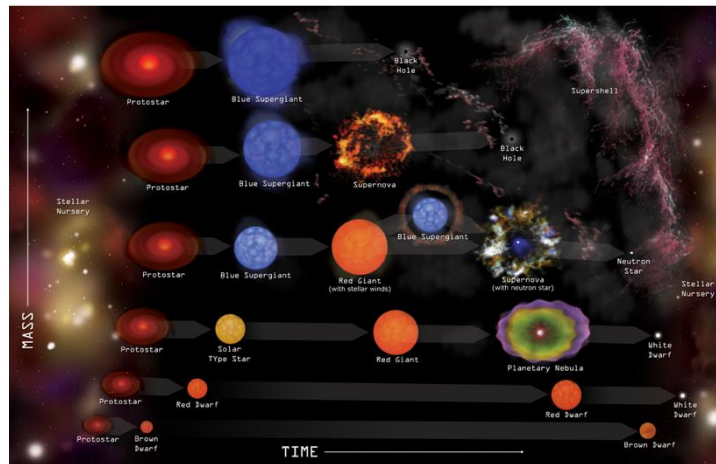 Protostar
Blue Supergiant
Black
Hole
Supershell
Protostar
Blue Supergiant
Supernova
Black
Hole
Stellar
Nursery
Protostar
Blue Supergiant
Red Giant
(with stellar winds)
Blue Supergiant
Supernova
(with neutron star)
Neutron
Star
Stellar
Nursery
MASS
Protostar
Solar
TYpe Star
Red Giant
Planetary Nebula
White
Dwarf
Protostar
Red Dwarf
Red Dwarf
White
Dwarf
Protostar
Brown
Dwarf
Brown Dwarf
TIME